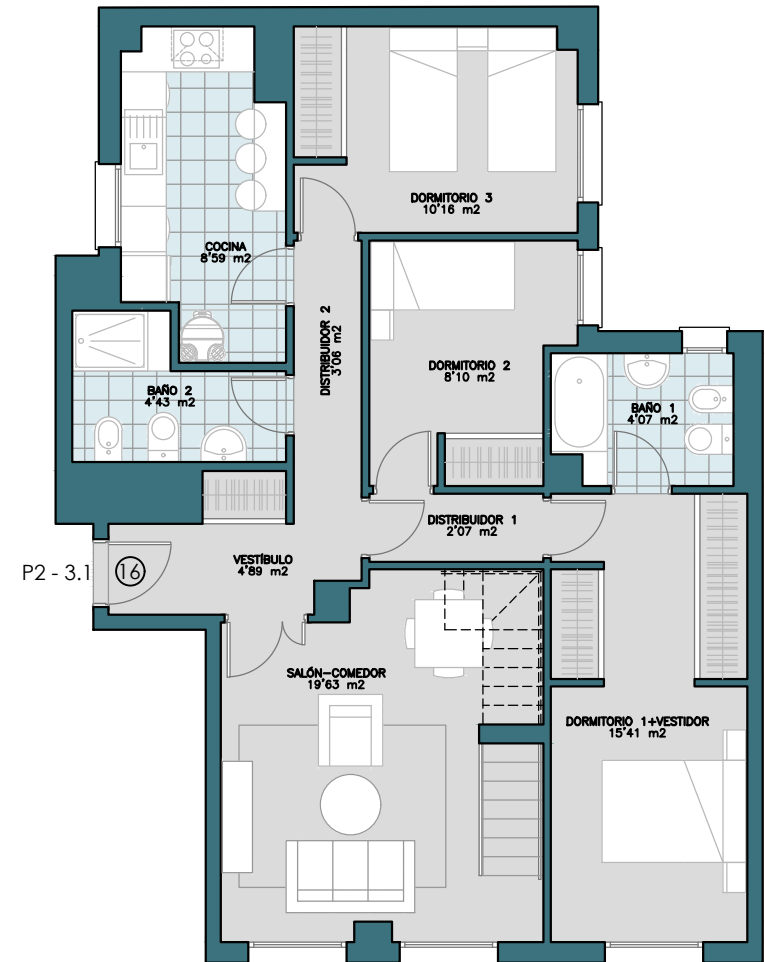 DORMITORIO 3
10'16 m2
COCINA
8'59 m2
DISTRIBUIDOR 2
3'06 m2
DORMITORIO 2
8'10 m2
BAÑO 2
4'43 m2
BAÑO 1
4'07 m2
DISTRIBUIDOR 1
2'07 m2
VESTÍBULO
4'89 m2
P2 - 3.1 16
SALÓN-COMEDOR
19'63 m2
DORMITORIO 1+VESTIDOR
15'41 m2